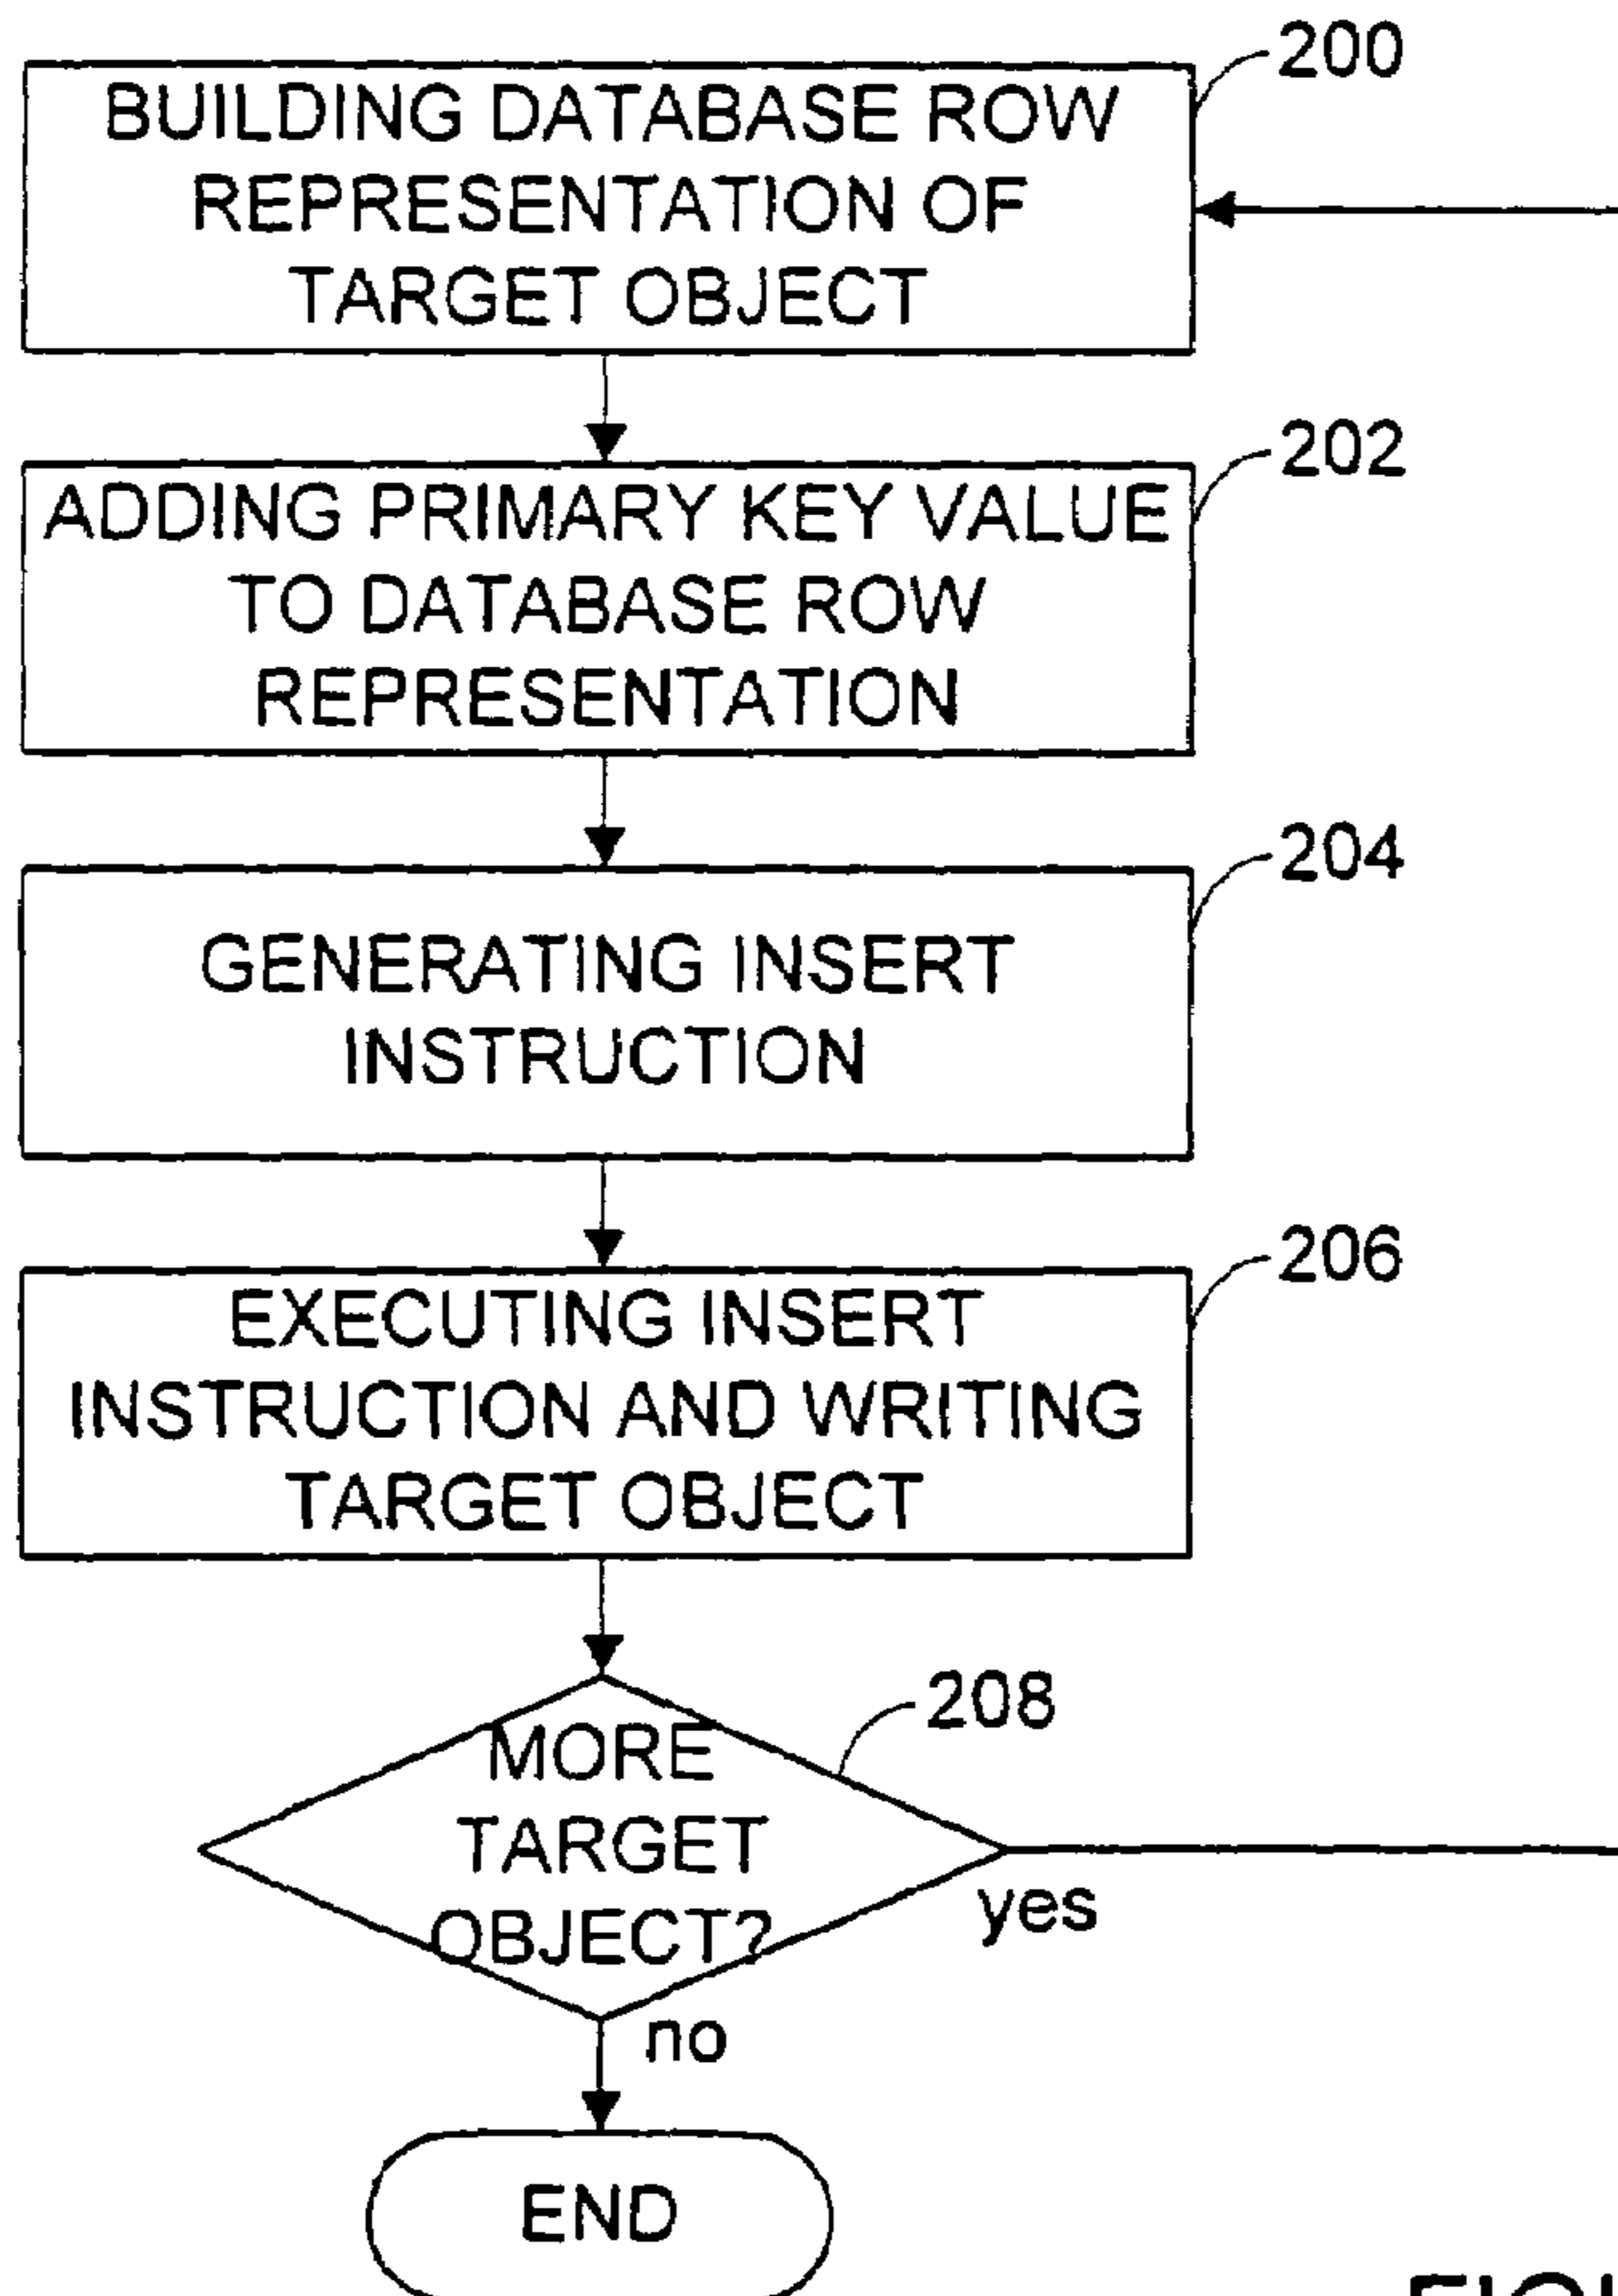 200
BUILDING DATABASE ROW
REPRESENTATION OF
TARGET OBJECT
202
ADDING PRIMARY KEY VALUE
TO DATABASE ROW
REPRESENTATION
204
GENERATING INSERT
INSTRUCTION
206
EXECUTING INSERT
INSTRUCTION AND WRITING
TARGET OBJECT
208
MORE
TARGET
OBJECT?
yes
no
END